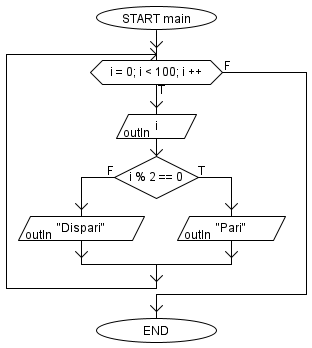 START main
i = 0; i < 100; i ++
F
T
i
outln
i % 2 == 0
F
T
"Dispari"
outln
"Pari"
outln
END